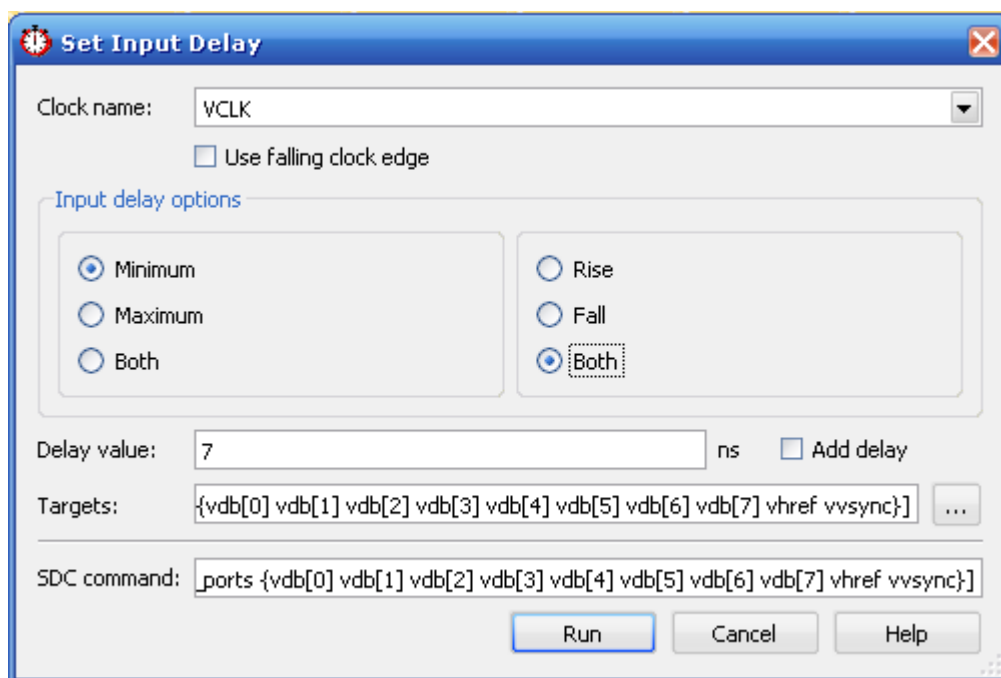 Set Input Delay
Clock name: VCLK
Use falling clock edge
Input delay options
Minimum
Maximum
Both
Rise
Fall
Both
Delay value: 7 ns Add delay
Targets: {vdb[0] vdb[1] vdb[2] vdb[3] vdb[4] vdb[5] vdb[6] vdb[7] vhref vvsync}] ...
SDC command: _ports {vdb[0] vdb[1] vdb[2] vdb[3] vdb[4] vdb[5] vdb[6] vdb[7] vhref vvsync}]
Run Cancel Help